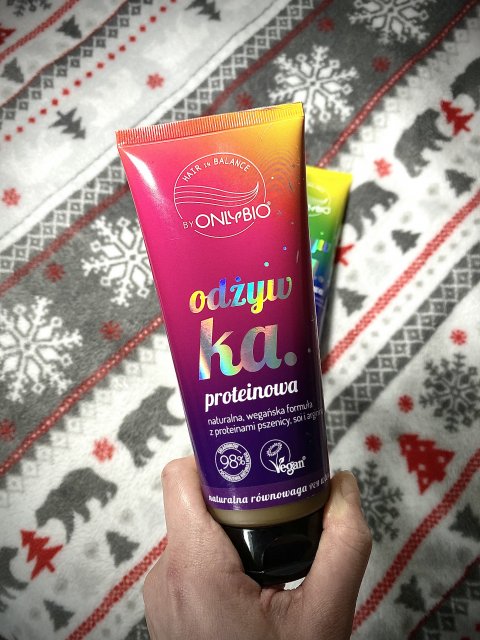 HAIR in BALANCE
BY ONLYBIO
odżyw
ka.
proteinowa
naturalna, wegańska formuła
z proteinami pszenicy, soi i arginin
98%
Vegan
naturalna równowaga